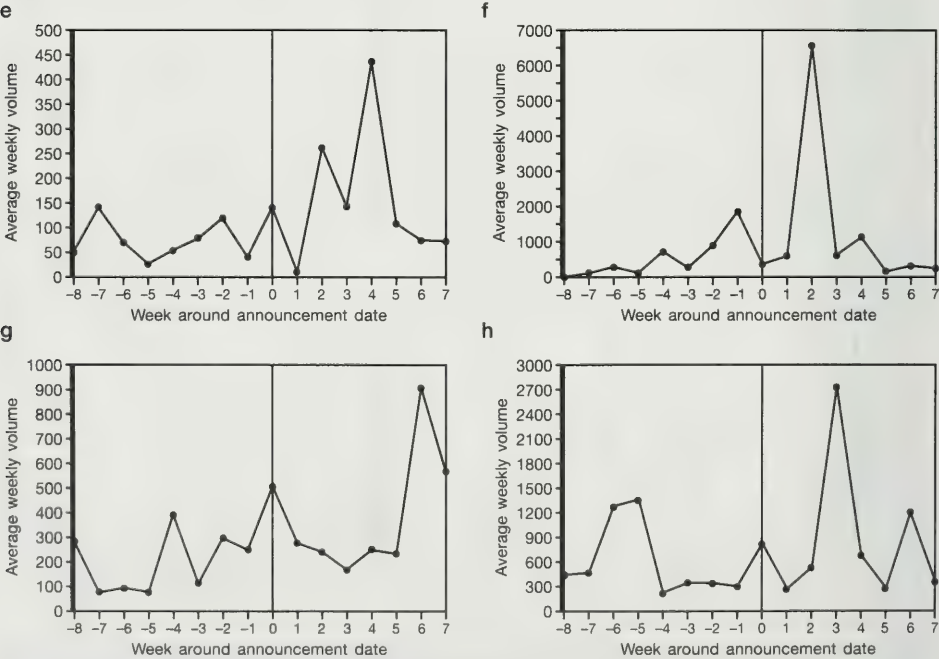 e
500
450
400
350
300
250
200
150
100
50
0
Average weekly volume
-8 -7 -6 -5 -4 -3 -2 -1 0 1 2 3 4 5 6 7
Week around announcement date
f
7000
6000
5000
4000
3000
2000
1000
0
Average weekly volume
-8 -7 -6 -5 -4 -3 -2 -1 0 1 2 3 4 5 6 7
Week around announcement date
g
1000
900
800
700
600
500
400
300
200
100
0
Average weekly volume
-8 -7 -6 -5 -4 -3 -2 -1 0 1 2 3 4 5 6 7
Week around announcement date
h
3000
2700
2400
2100
1800
1500
1200
900
600
300
0
Average weekly volume
-8 -7 -6 -5 -4 -3 -2 -1 0 1 2 3 4 5 6 7
Week around announcement date